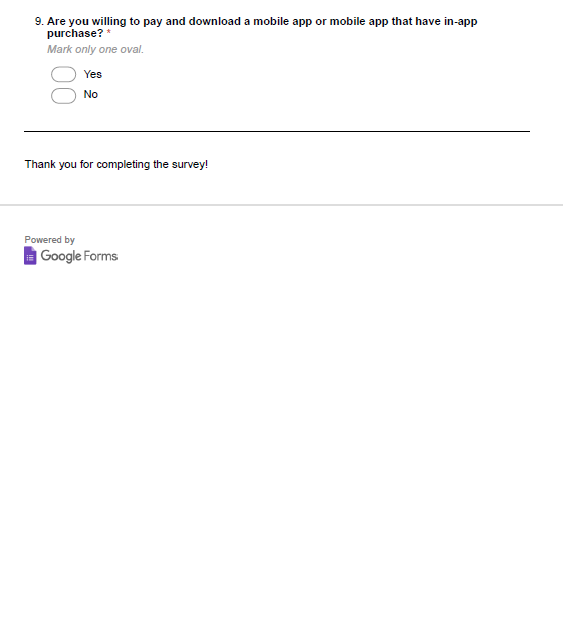 9. Are you willing to pay and download a mobile app or mobile app that have in-app
purchase? *
Mark only one oval.
Yes
No
Thank you for completing the survey!
Powered by
Google Forms